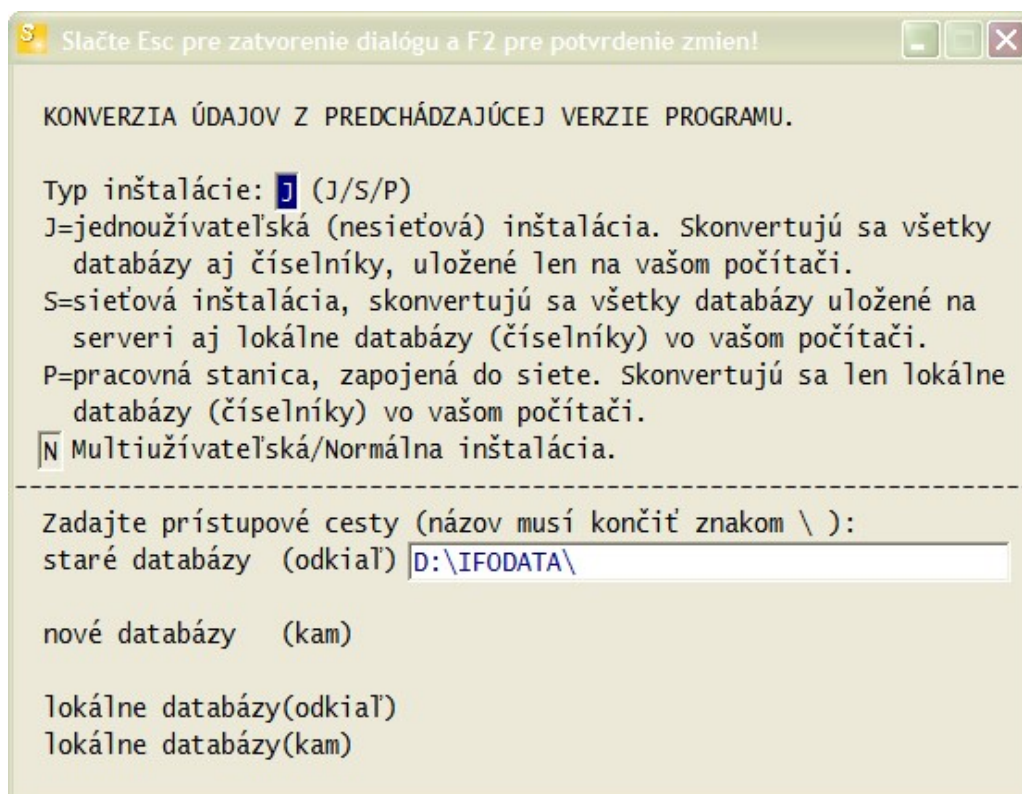 Slačte Esc pre zatvorenie dialógu a F2 pre potvrdenie zmien!
KONVERZIA ÚDAJOV Z PREDCHÁDZAJÚCEJ VERZIE PROGRAMU.
Typ inštalácie: J (J/S/P)
J=jednoužívateľská (nesieťová) inštalácia. Skonvertujú sa všetky
databázy aj číselníky, uložené len na vašom počítači.
S=sieťová inštalácia, skonvertujú sa všetky databázy uložené na
serveri aj lokálne databázy (číselníky) vo vašom počítači.
P=pracovná stanica, zapojená do siete. Skonvertujú sa len lokálne
databázy (číselníky) vo vašom počítači.
N Multiužívateľská/Normálna inštalácia.
Zadajte prístupové cesty (názov musí končiť znakom \ ):
staré databázy (odkiaľ) D:\IFODATA\
nové databázy (kam)
lokálne databázy(odkiaľ)
lokálne databázy(kam)